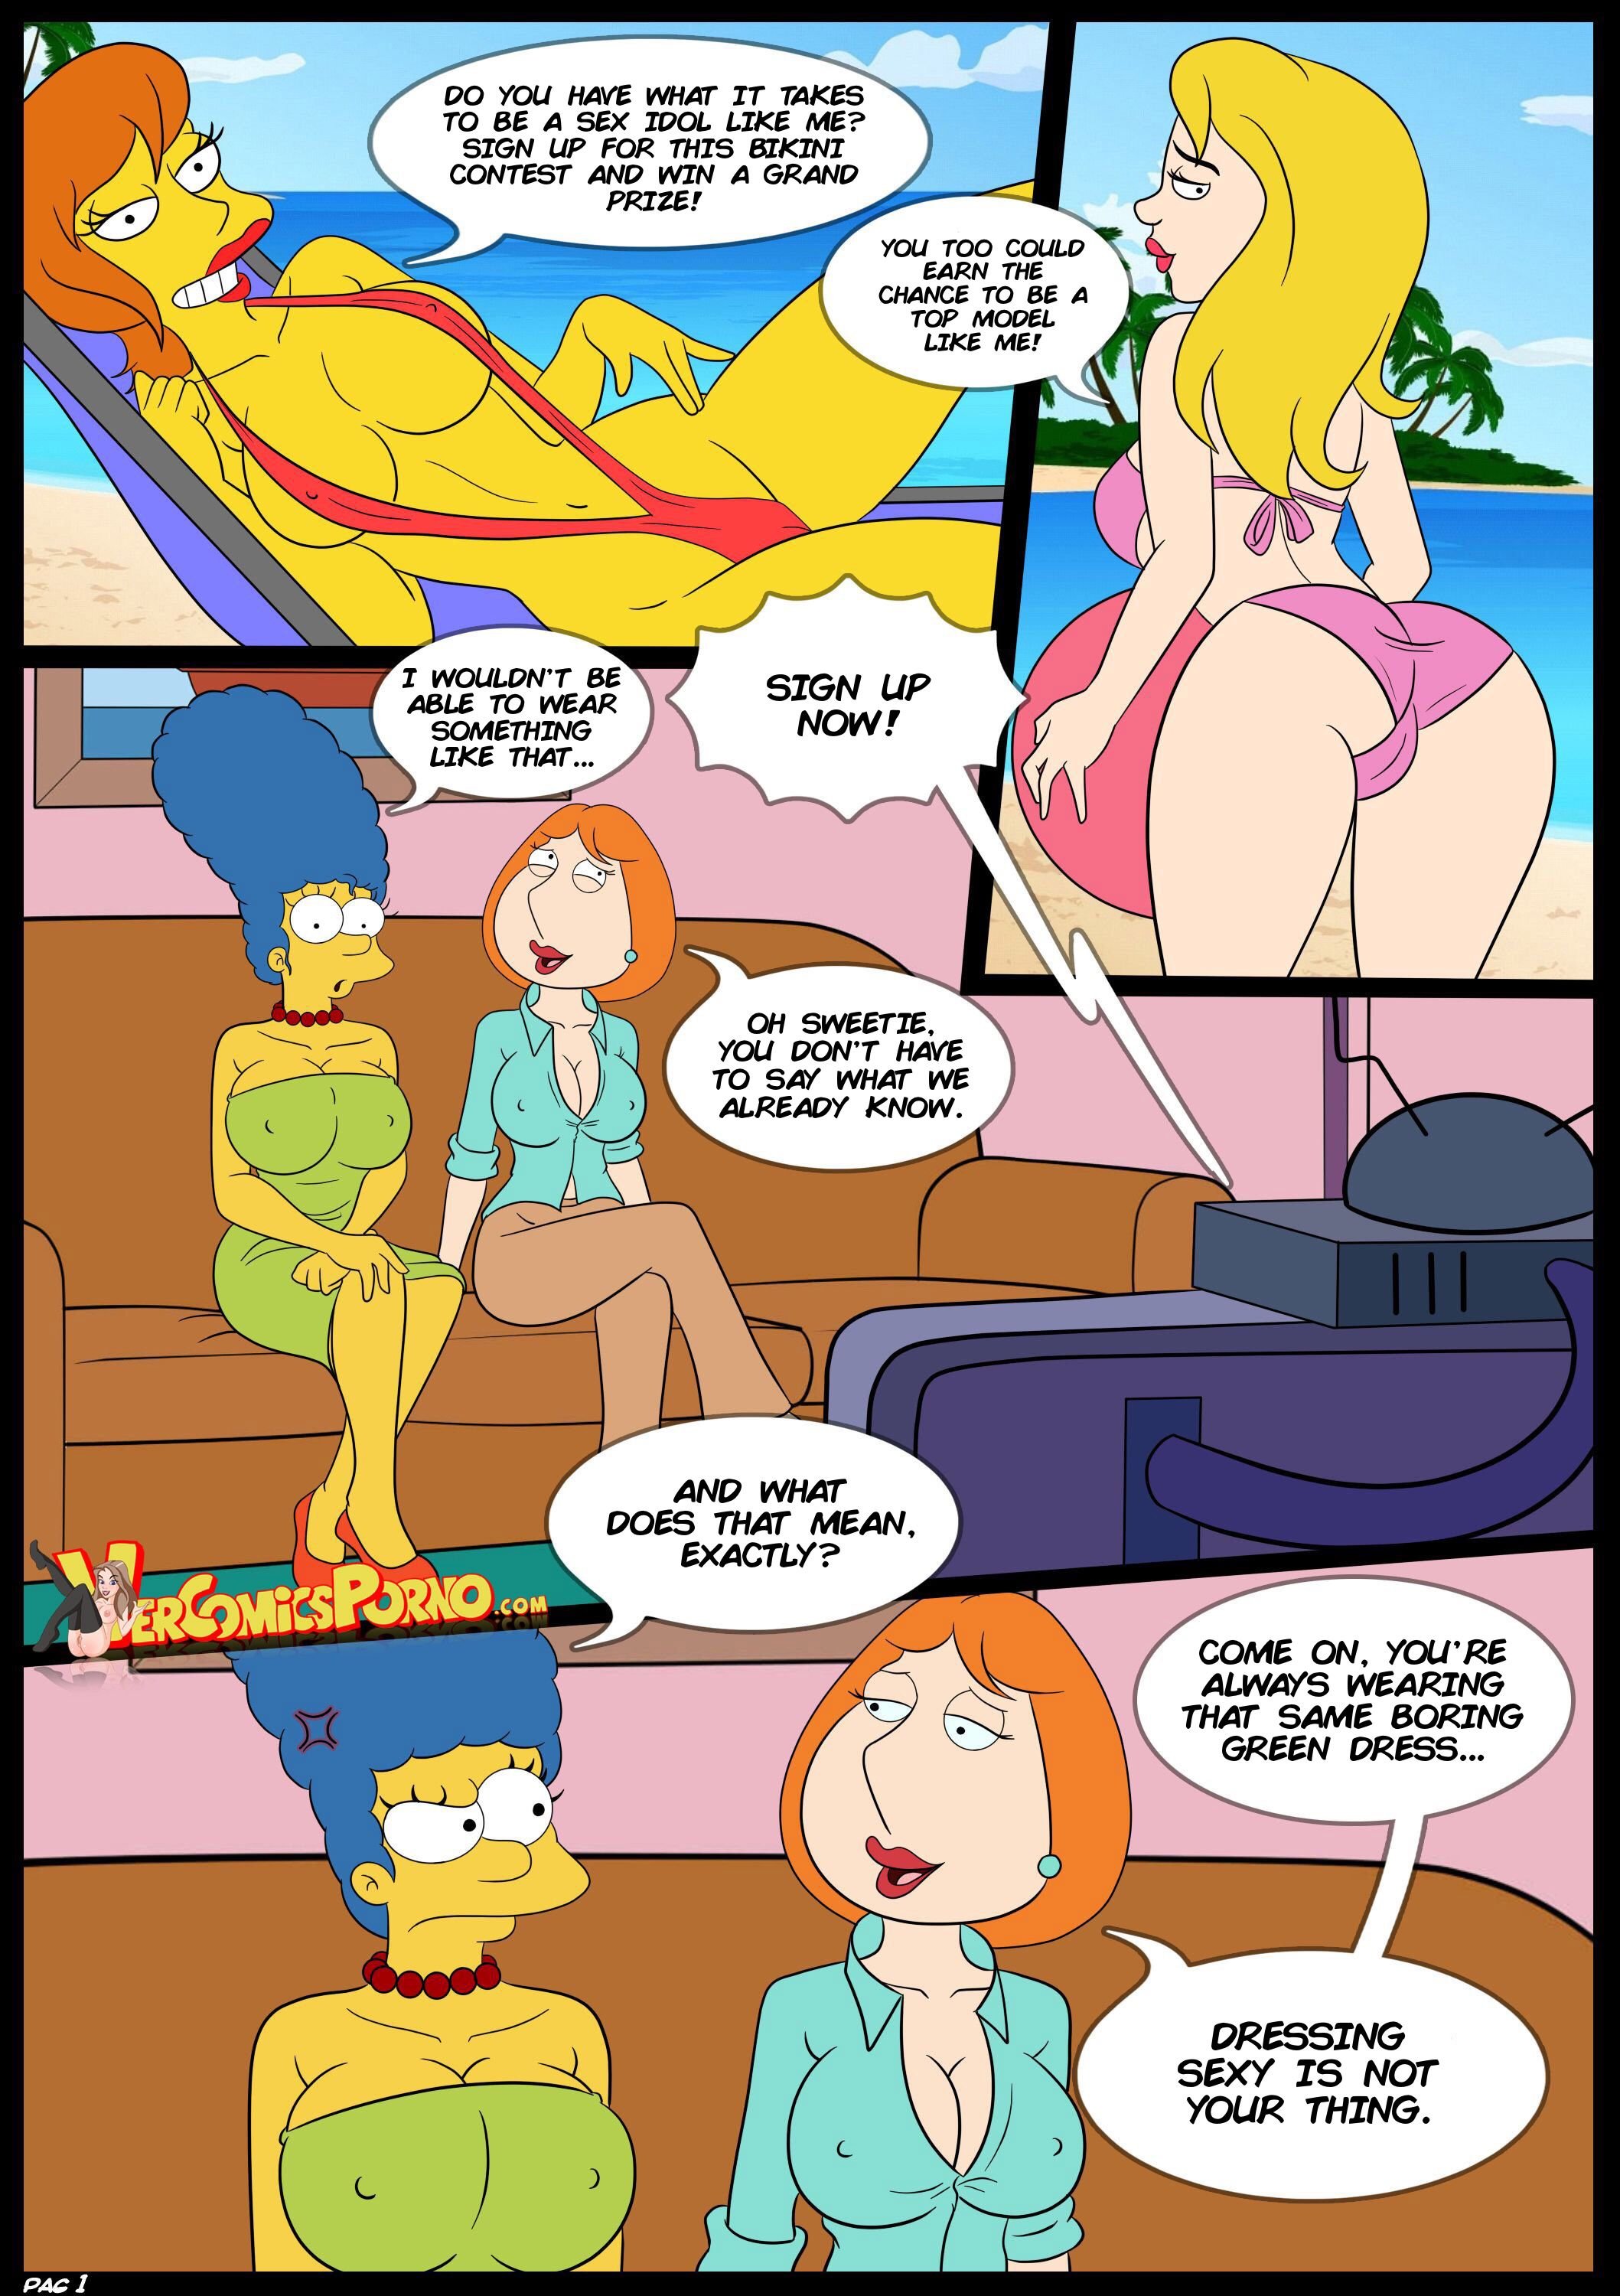 DO YOU HAVE WHAT IT TAKES
TO BE A SEX IDOL LIKE ME?
SIGN UP FOR THIS BIKINI
CONTEST AND WIN A GRAND
PRIZE!
YOU TOO COULD
EARN THE
CHANCE TO BE A
TOP MODEL
LIKE ME!
SIGN UP
NOW!
I WOULDN'T BE
ABLE TO WEAR
SOMETHING
LIKE THAT...
OH SWEETIE,
YOU DON'T HAVE
TO SAY WHAT WE
ALREADY KNOW.
AND WHAT
DOES THAT MEAN,
EXACTLY?
VERCOMICSPORNO.COM
COME ON, YOU'RE
ALWAYS WEARING
THAT SAME BORING
GREEN DRESS...
DRESSING
SEXY IS NOT
YOUR THING.
PAG 1